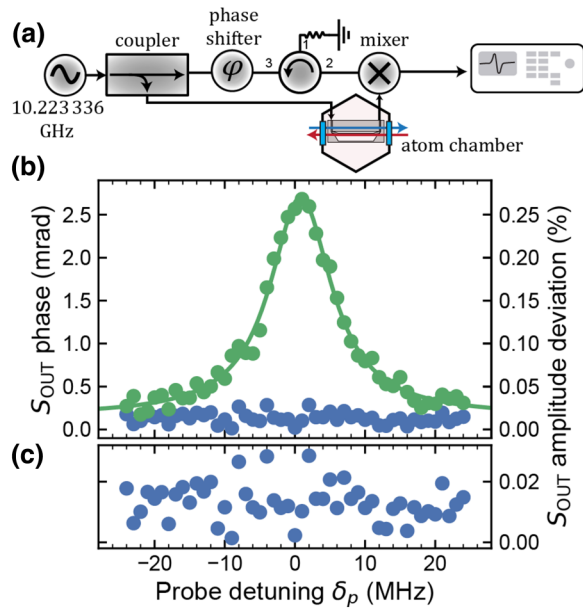 (a)
phase
shifter
coupler
mixer
φ
3
1
2
10.223 336
GHz
atom chamber
(b)
S_OUT phase (mrad)
2.5
2.0
1.5
1.0
0.5
0.0
0.25
0.20
0.15
0.10
0.05
0.00
S_OUT amplitude deviation (%)
(c)
0.02
0.00
−20 −10 0 10 20
Probe detuning δ_p (MHz)